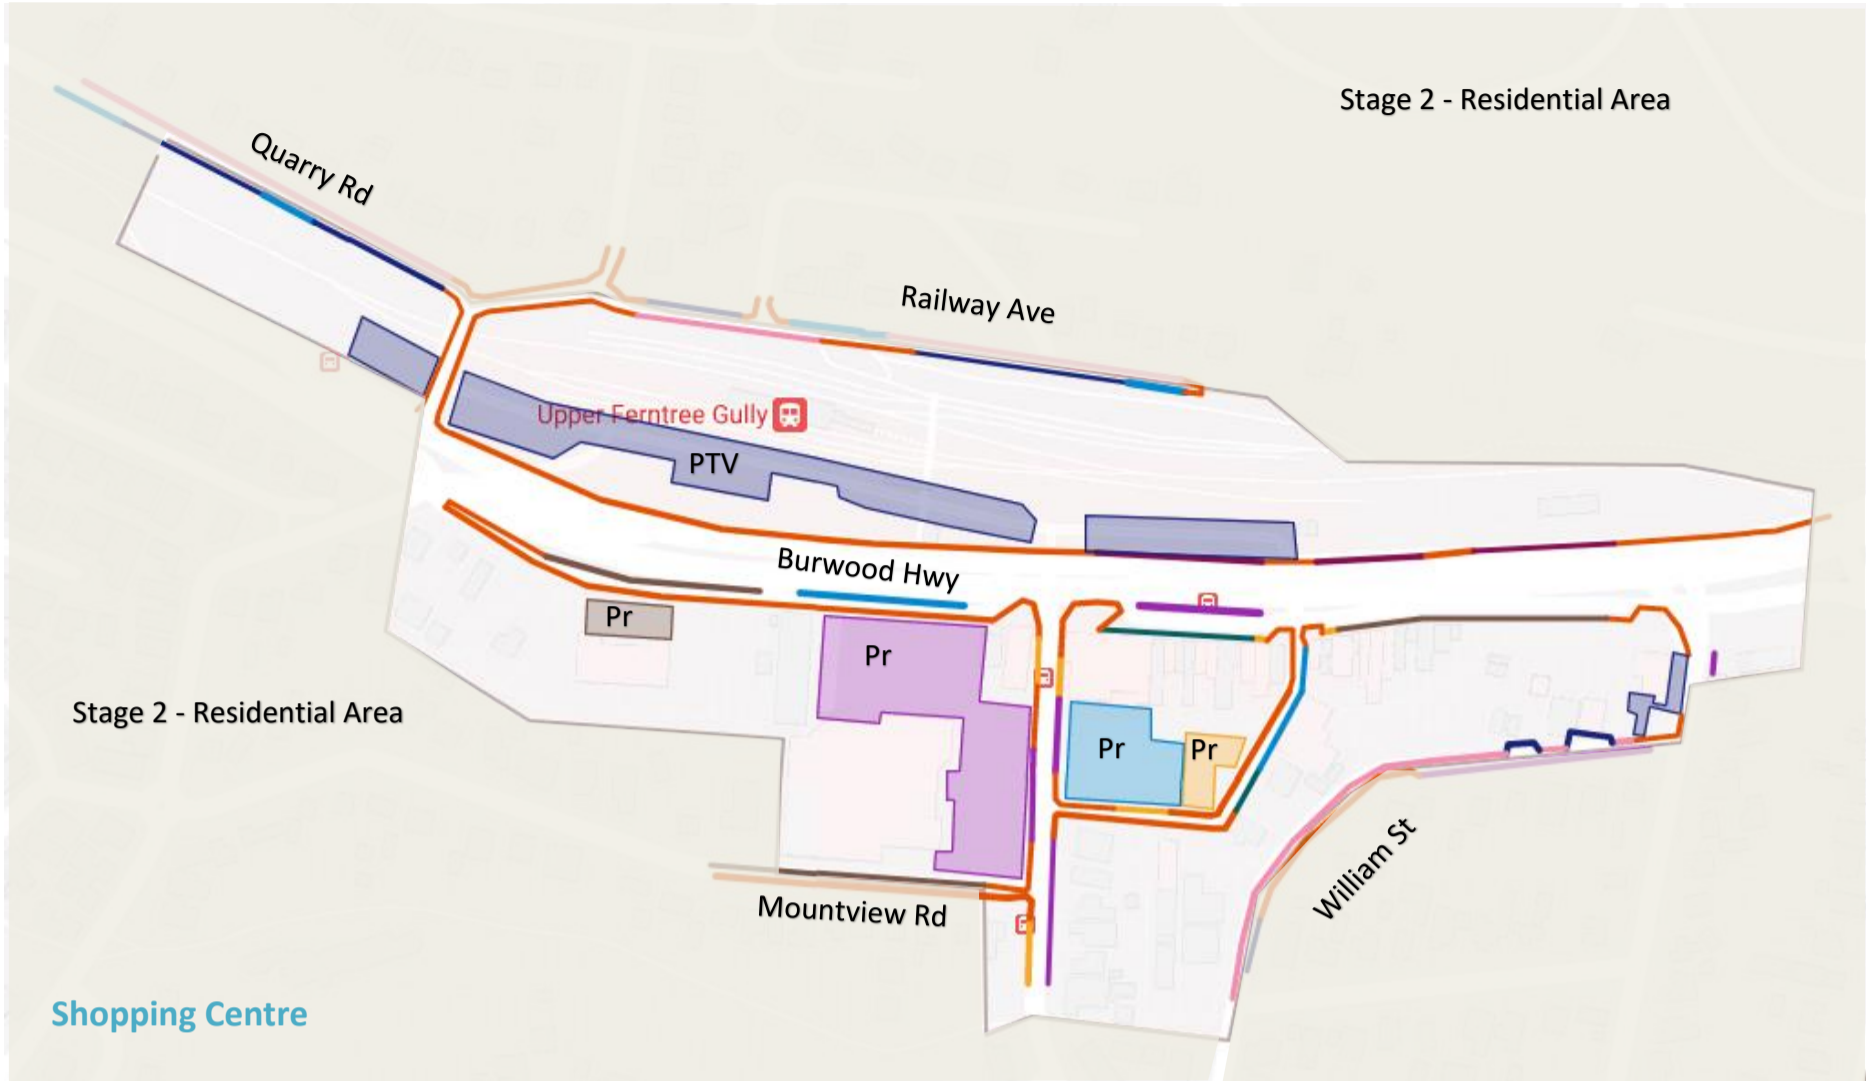 Stage 2 - Residential Area
Quarry Rd
Railway Ave
Upper Ferntree Gully
PTV
Burwood Hwy
Pr
Pr
Stage 2 - Residential Area
Pr
Pr
William St
Mountview Rd
Shopping Centre